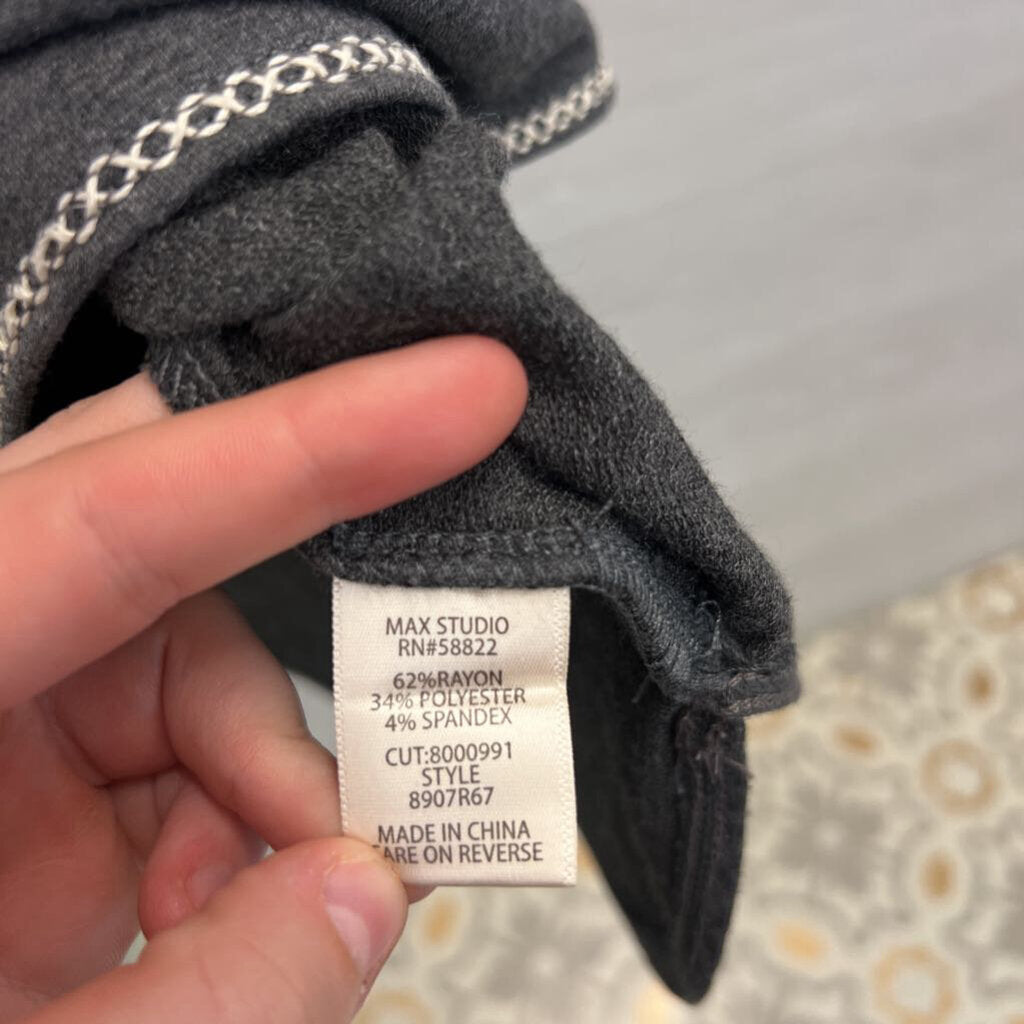 MAX STUDIO
RN#58822
62%RAYON
34% POLYESTER
4% SPANDEX
CUT:8000991
STYLE
8907R67
MADE IN CHINA
CARE ON REVERSE